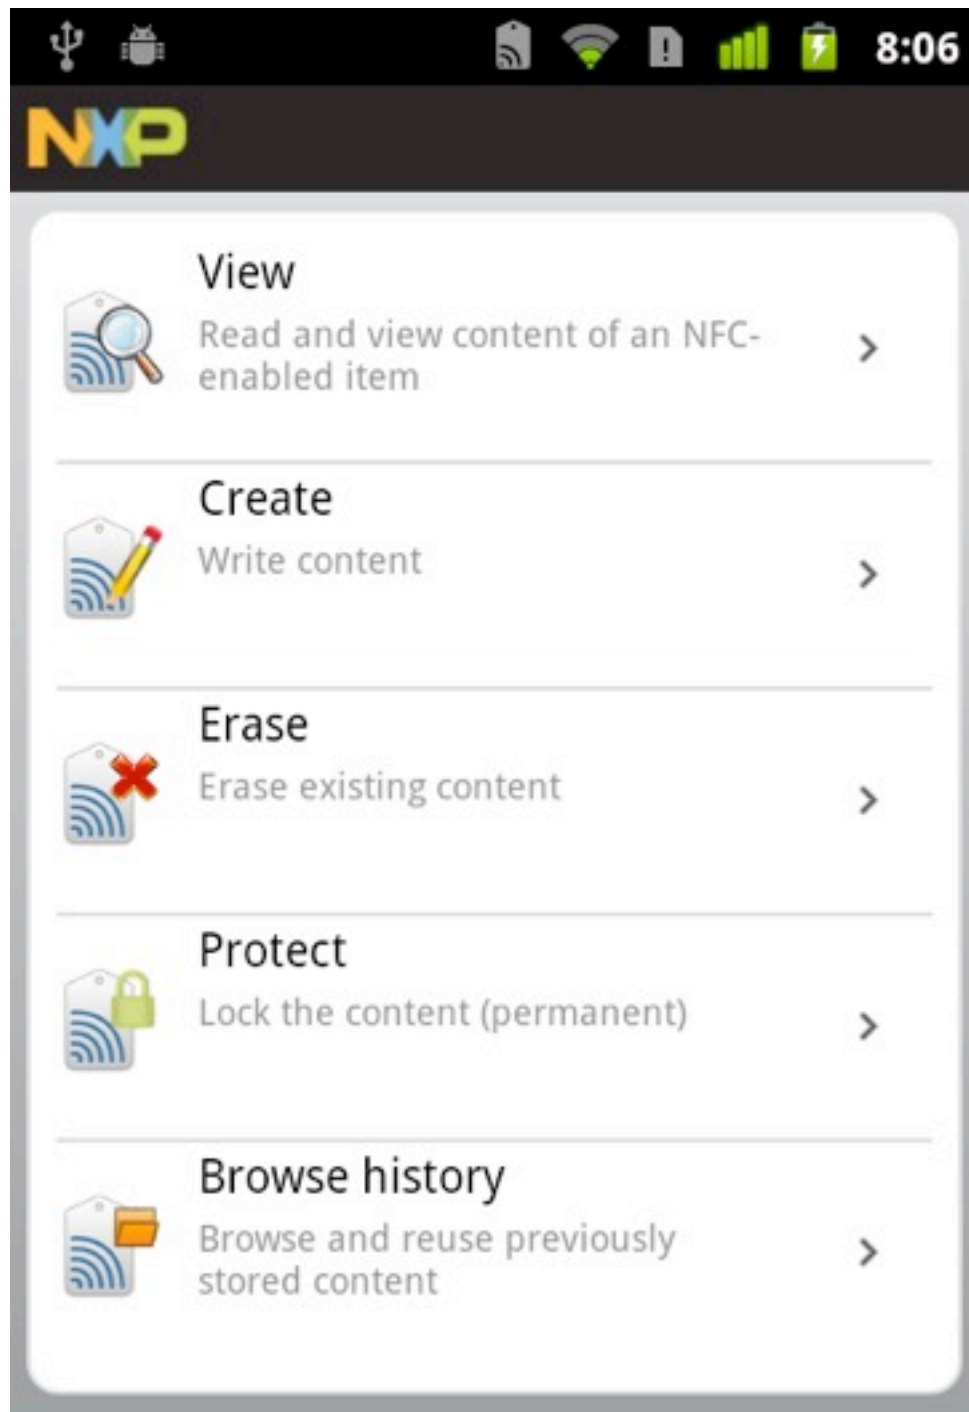 8:06
NXP
View
Read and view content of an NFC-
enabled item
Create
Write content
Erase
Erase existing content
Protect
Lock the content (permanent)
Browse history
Browse and reuse previously
stored content